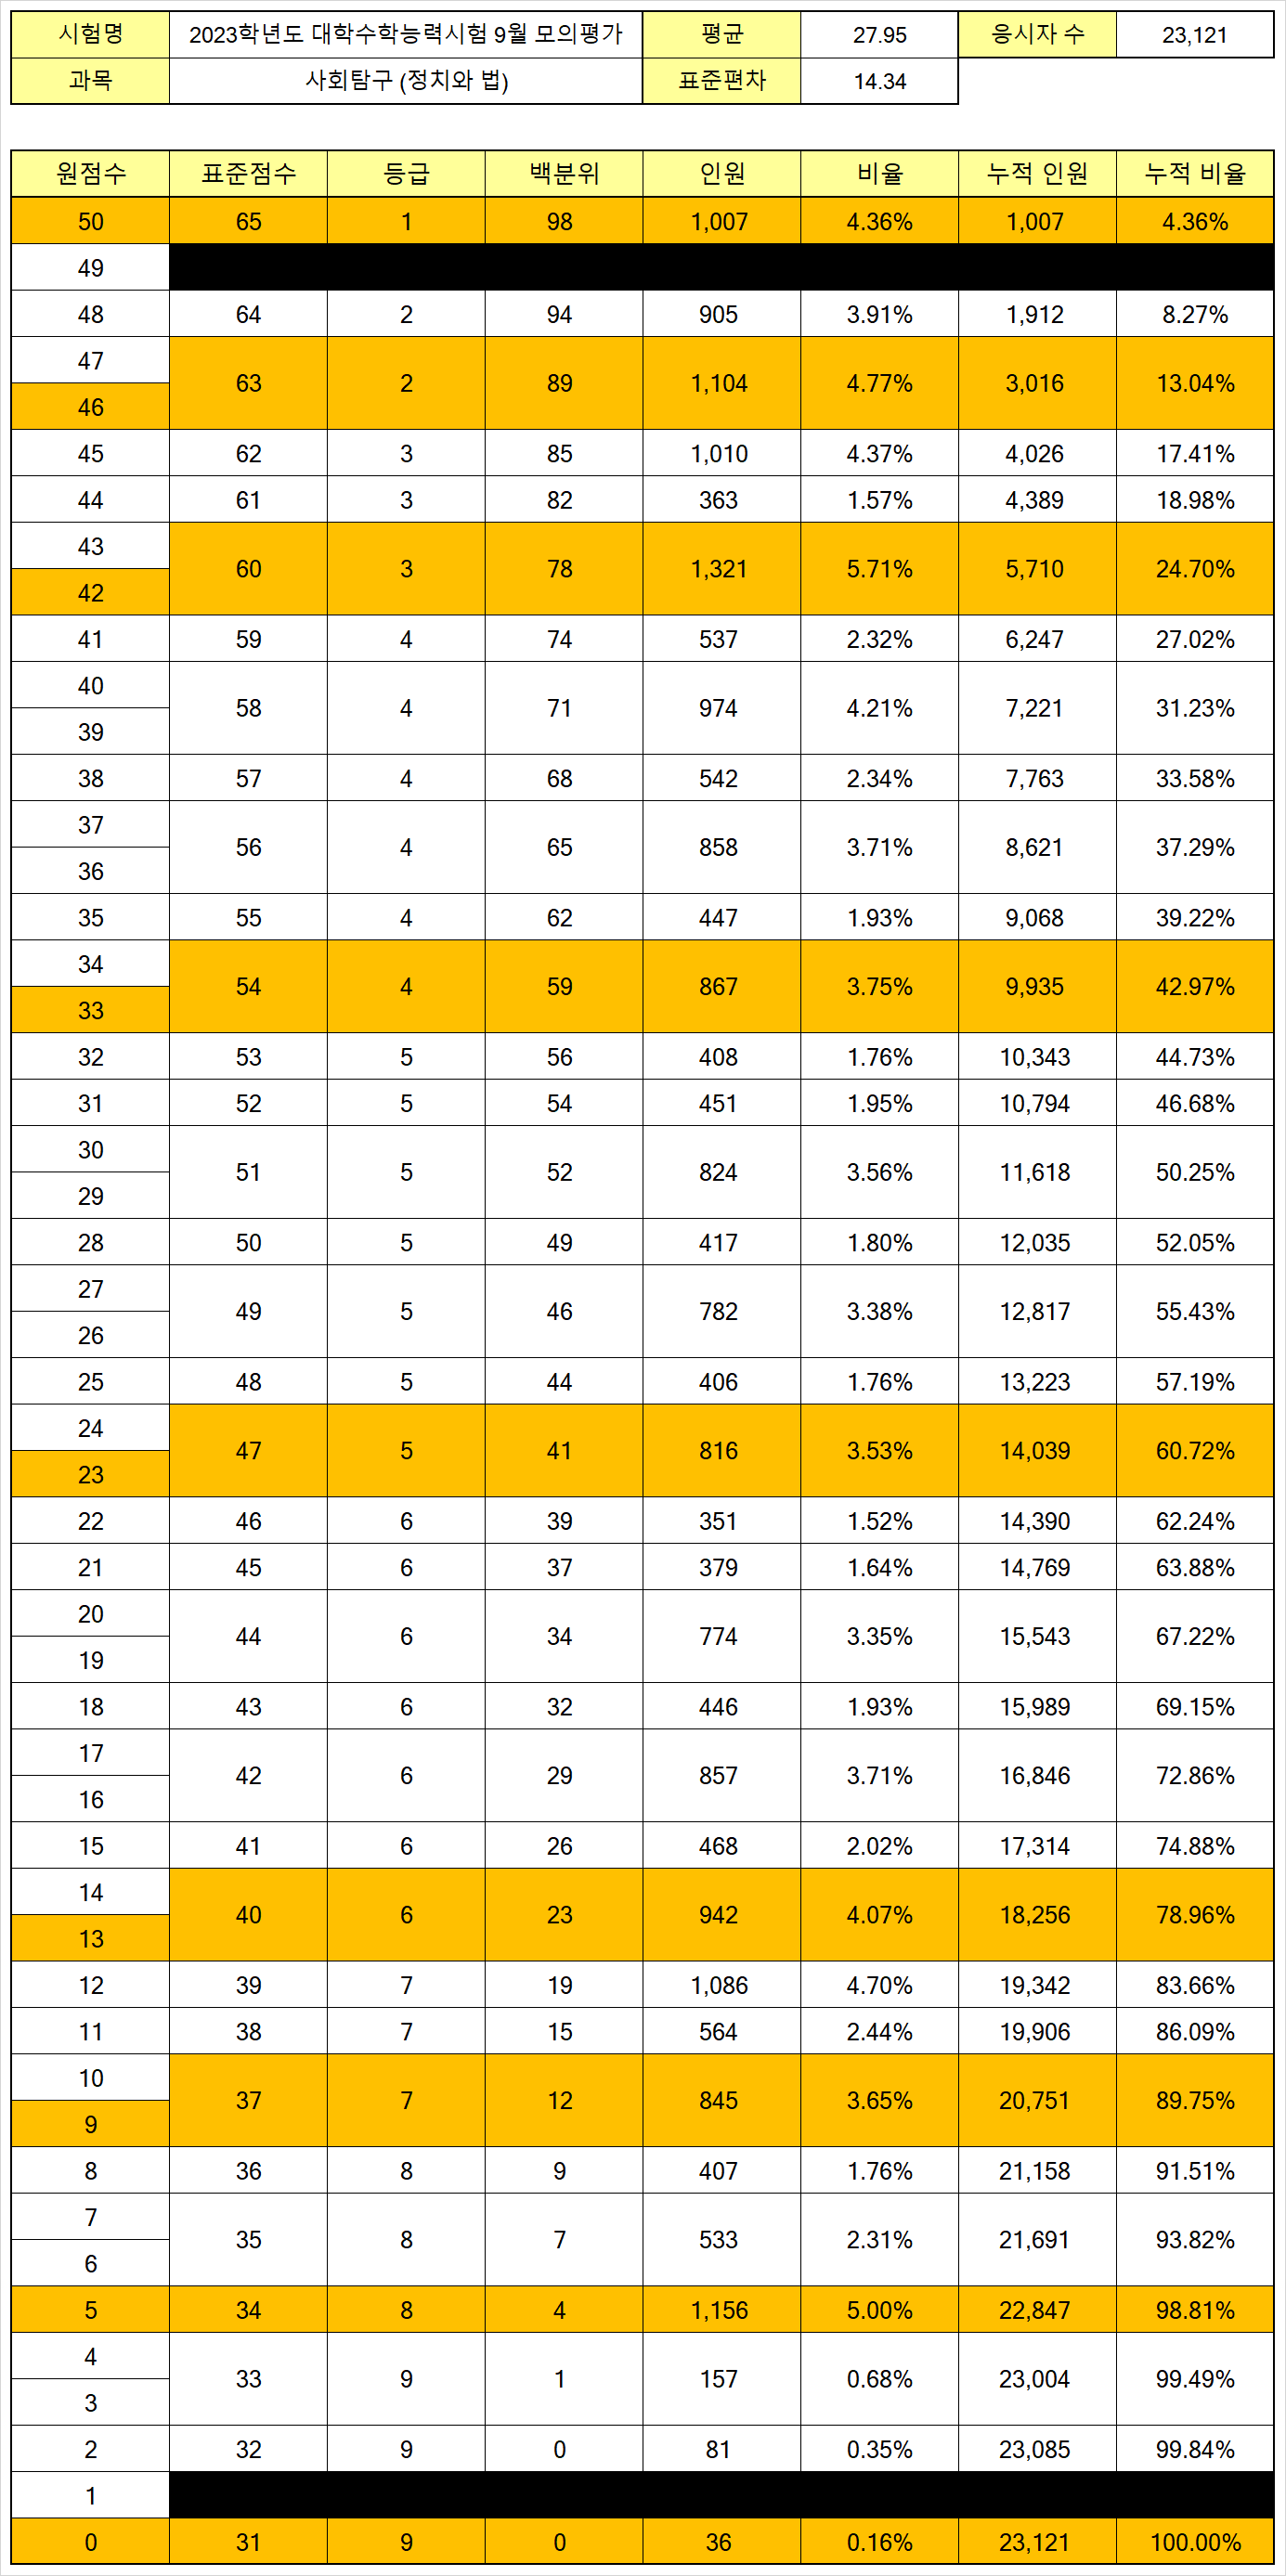 시험명 2023학년도 대학수학능력시험 9월 모의평가 평균 27.95 응시자 수 23,121
과목 사회탐구 (정치와 법) 표준편차 14.34
원점수 표준점수 등급 백분위 인원 비율 누적 인원 누적 비율
50 65 1 98 1,007 4.36% 1,007 4.36%
49
48 64 2 94 905 3.91% 1,912 8.27%
47
63 2 89 1,104 4.77% 3,016 13.04%
46
45 62 3 85 1,010 4.37% 4,026 17.41%
44 61 3 82 363 1.57% 4,389 18.98%
43
60 3 78 1,321 5.71% 5,710 24.70%
42
41 59 4 74 537 2.32% 6,247 27.02%
40
58 4 71 974 4.21% 7,221 31.23%
39
38 57 4 68 542 2.34% 7,763 33.58%
37
56 4 65 858 3.71% 8,621 37.29%
36
35 55 4 62 447 1.93% 9,068 39.22%
34
54 4 59 867 3.75% 9,935 42.97%
33
32 53 5 56 408 1.76% 10,343 44.73%
31 52 5 54 451 1.95% 10,794 46.68%
30
51 5 52 824 3.56% 11,618 50.25%
29
28 50 5 49 417 1.80% 12,035 52.05%
27
49 5 46 782 3.38% 12,817 55.43%
26
25 48 5 44 406 1.76% 13,223 57.19%
24
47 5 41 816 3.53% 14,039 60.72%
23
22 46 6 39 351 1.52% 14,390 62.24%
21 45 6 37 379 1.64% 14,769 63.88%
20
44 6 34 774 3.35% 15,543 67.22%
19
18 43 6 32 446 1.93% 15,989 69.15%
17
42 6 29 857 3.71% 16,846 72.86%
16
15 41 6 26 468 2.02% 17,314 74.88%
14
40 6 23 942 4.07% 18,256 78.96%
13
12 39 7 19 1,086 4.70% 19,342 83.66%
11 38 7 15 564 2.44% 19,906 86.09%
10
37 7 12 845 3.65% 20,751 89.75%
9
8 36 8 9 407 1.76% 21,158 91.51%
7
35 8 7 533 2.31% 21,691 93.82%
6
5 34 8 4 1,156 5.00% 22,847 98.81%
4
33 9 1 157 0.68% 23,004 99.49%
3
2 32 9 0 81 0.35% 23,085 99.84%
1
0 31 9 0 36 0.16% 23,121 100.00%